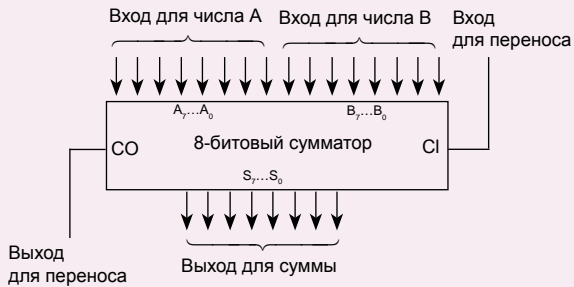 Вход для числа A
Вход для числа B
Вход
для переноса
A₇...A₀
B₇...B₀
CO
8-битовый сумматор
CI
S₇...S₀
Выход
для переноса
Выход для суммы